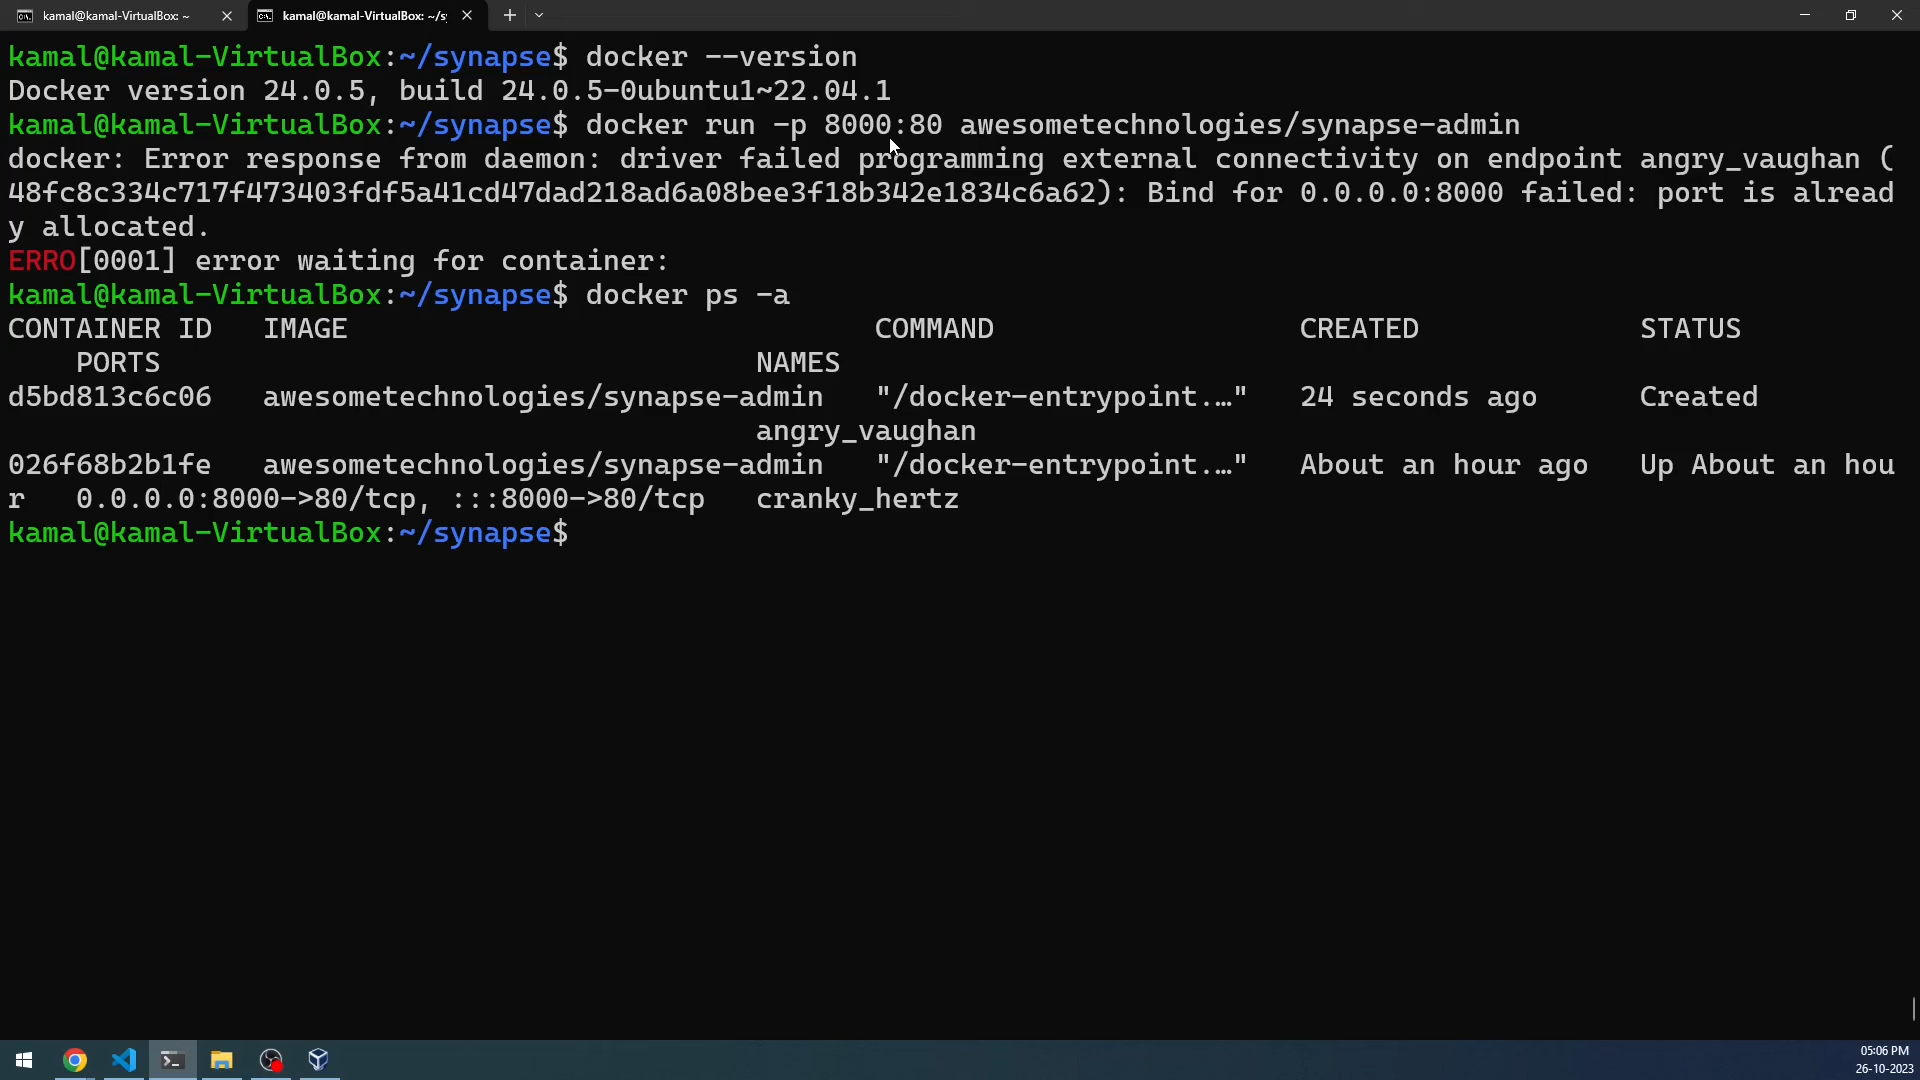 kamal@kamal-VirtualBox: ~
kamal@kamal-VirtualBox: ~/s
kamal@kamal-VirtualBox:~/synapse$ docker --version
Docker version 24.0.5, build 24.0.5-0ubuntu1~22.04.1
kamal@kamal-VirtualBox:~/synapse$ docker run -p 8000:80 awesometechnologies/synapse-admin
docker: Error response from daemon: driver failed programming external connectivity on endpoint angry_vaughan (
48fc8c334c717f473403fdf5a41cd47dad218ad6a08bee3f18b342e1834c6a62): Bind for 0.0.0.0:8000 failed: port is alread
y allocated.
ERRO[0001] error waiting for container:
kamal@kamal-VirtualBox:~/synapse$ docker ps -a
CONTAINER ID   IMAGE                               COMMAND                  CREATED             STATUS
    PORTS                                   NAMES
d5bd813c6c06   awesometechnologies/synapse-admin   "/docker-entrypoint.…"   24 seconds ago      Created
                                            angry_vaughan
026f68b2b1fe   awesometechnologies/synapse-admin   "/docker-entrypoint.…"   About an hour ago   Up About an hou
r   0.0.0.0:8000->80/tcp, :::8000->80/tcp   cranky_hertz
kamal@kamal-VirtualBox:~/synapse$
05:06 PM
26-10-2023